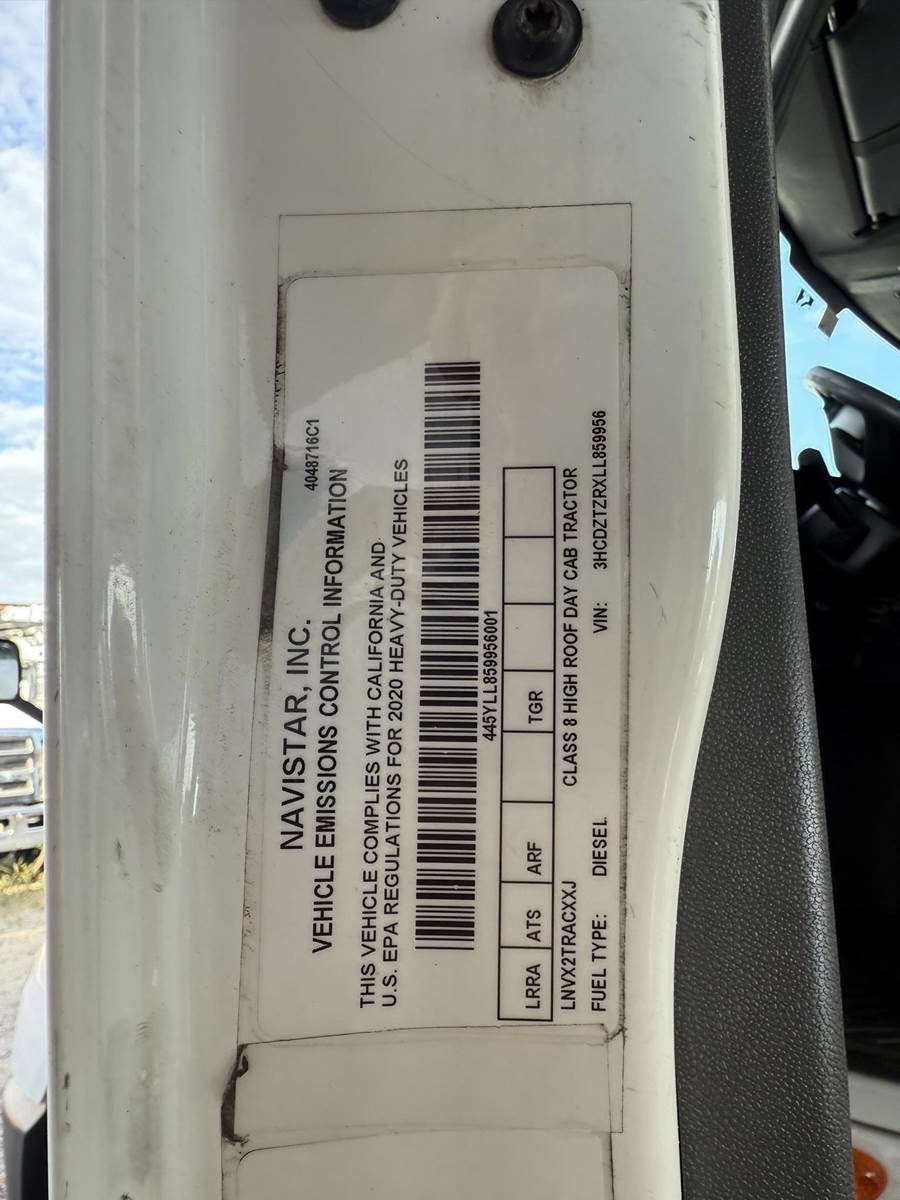 4048716C1
NAVISTAR, INC.
VEHICLE EMISSIONS CONTROL INFORMATION
THIS VEHICLE COMPLIES WITH CALIFORNIA AND
U.S. EPA REGULATIONS FOR 2020 HEAVY-DUTY VEHICLES
445YLL859956001
LRRA ATS ARF TGR
LNVX2TRACXXJ CLASS 8 HIGH ROOF DAY CAB TRACTOR
FUEL TYPE: DIESEL VIN: 3HCDZTZRXLL859956